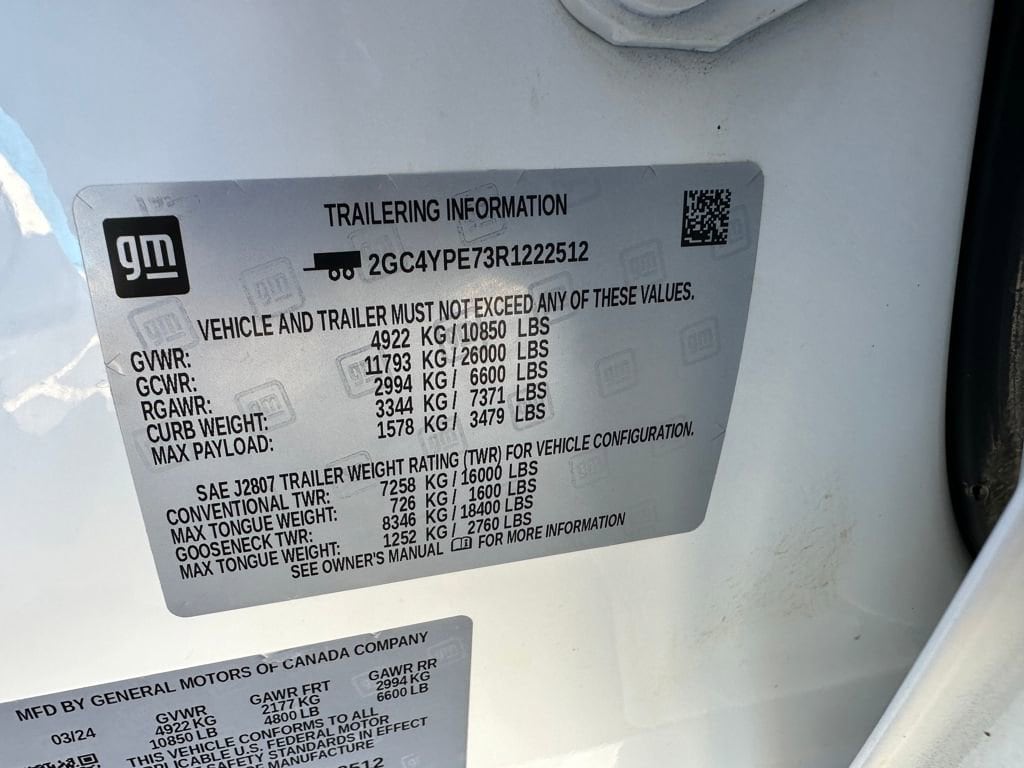 gm
TRAILERING INFORMATION
2GC4YPE73R1222512
VEHICLE AND TRAILER MUST NOT EXCEED ANY OF THESE VALUES.
GVWR: 4922 KG/10850 LBS
GCWR: 11793 KG/26000 LBS
RGAWR: 2994 KG/ 6600 LBS
CURB WEIGHT: 3344 KG/ 7371 LBS
MAX PAYLOAD: 1578 KG/ 3479 LBS
SAE J2807 TRAILER WEIGHT RATING (TWR) FOR VEHICLE CONFIGURATION.
CONVENTIONAL TWR: 7258 KG/16000 LBS
MAX TONGUE WEIGHT: 726 KG/ 1600 LBS
GOOSENECK TWR: 8346 KG/18400 LBS
MAX TONGUE WEIGHT: 1252 KG/ 2760 LBS
SEE OWNER'S MANUAL FOR MORE INFORMATION
MFD BY GENERAL MOTORS OF CANADA COMPANY
03/24 GVWR GAWR FRT GAWR RR
4922 KG 2177 KG 2994 KG
10850 LB 4800 LB 6600 LB
THIS VEHICLE CONFORMS TO ALL
APPLICABLE U.S. FEDERAL MOTOR
SAFETY STANDARDS IN EFFECT
OF MANUFACTURE
2512